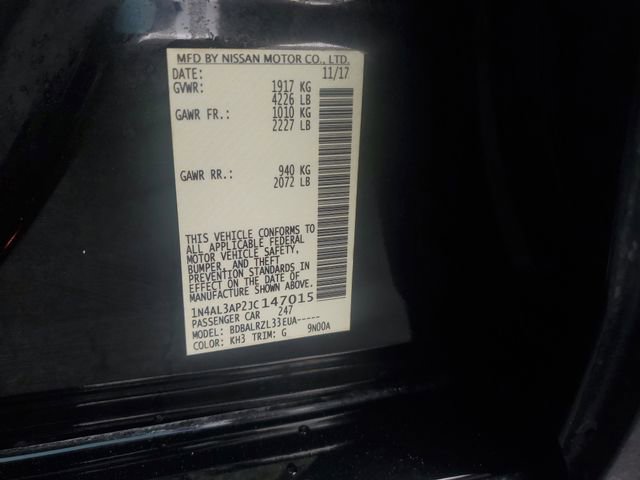 MFD BY NISSAN MOTOR CO., LTD.
DATE: 11/17
GVWR: 1917 KG
4226 LB
GAWR FR.: 1010 KG
2227 LB
GAWR RR.: 940 KG
2072 LB
THIS VEHICLE CONFORMS TO
ALL APPLICABLE FEDERAL
MOTOR VEHICLE SAFETY,
BUMPER, AND THEFT
PREVENTION STANDARDS IN
EFFECT ON THE DATE OF
MANUFACTURE SHOWN ABOVE.
1N4AL3AP2JC147015
PASSENGER CAR 247
MODEL: BDBALRZL33EUA-----
COLOR: KH3 TRIM: G 9N00A